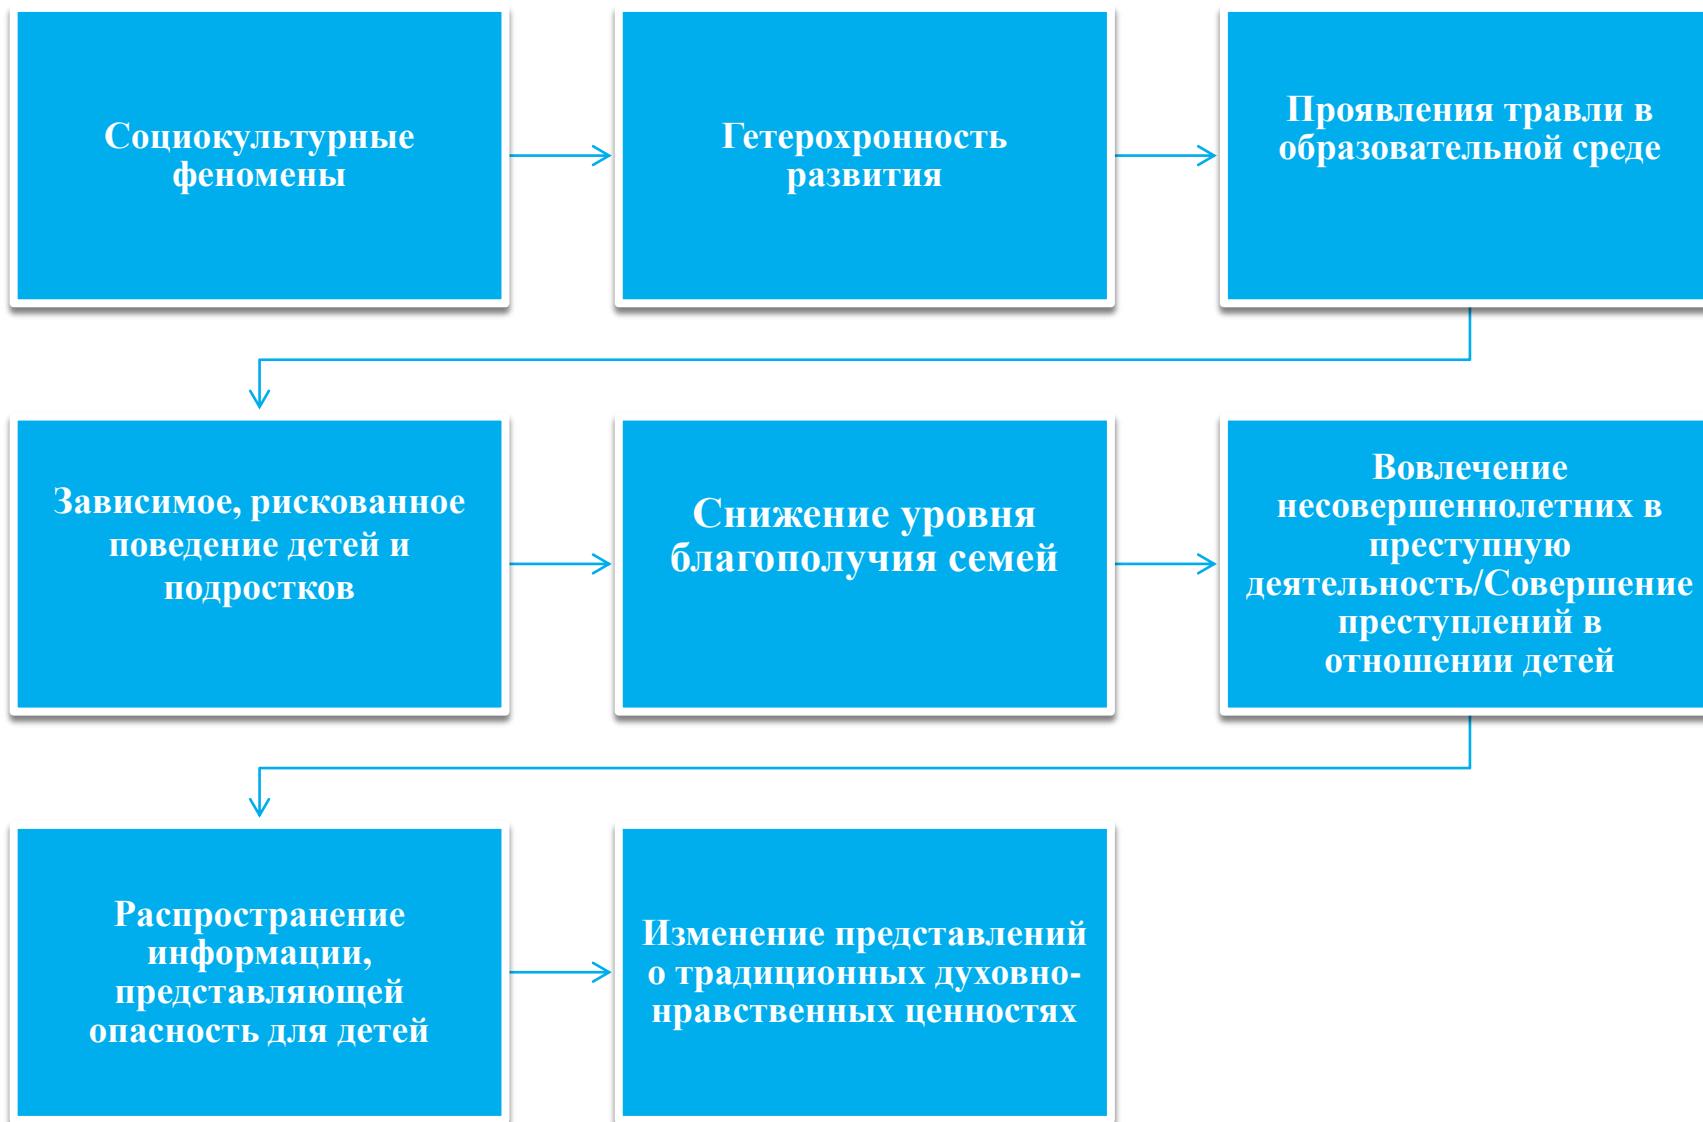 Социокультурные
феномены
Гетерохронность
развития
Проявления травли в
образовательной среде
Зависимое, рискованное
поведение детей и
подростков
Снижение уровня
благополучия семей
Вовлечение
несовершеннолетних в
преступную
деятельность/Совершение
преступлений в
отношении детей
Распространение
информации,
представляющей
опасность для детей
Изменение представлений
о традиционных духовно-
нравственных ценностях